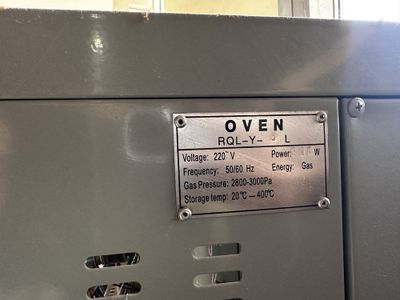 OVEN
RQL-Y- L
Voltage: 220~V Power: W
Frequency: 50/60 Hz Energy: Gas
Gas Pressure: 2800-3000Pa
Storage temp: 20℃—400℃